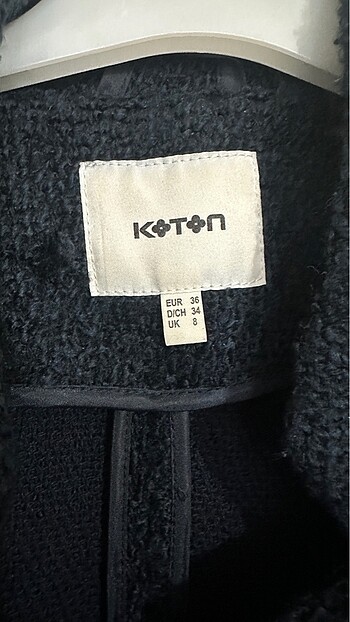 KOTON
EUR 36
D/CH 34
UK 8